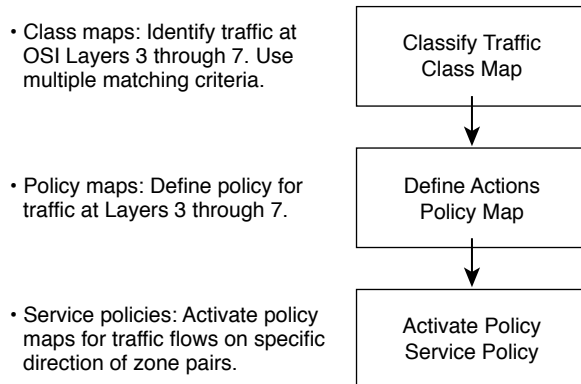 • Class maps: Identify traffic at
OSI Layers 3 through 7. Use
multiple matching criteria.
Classify Traffic
Class Map
• Policy maps: Define policy for
traffic at Layers 3 through 7.
Define Actions
Policy Map
• Service policies: Activate policy
maps for traffic flows on specific
direction of zone pairs.
Activate Policy
Service Policy